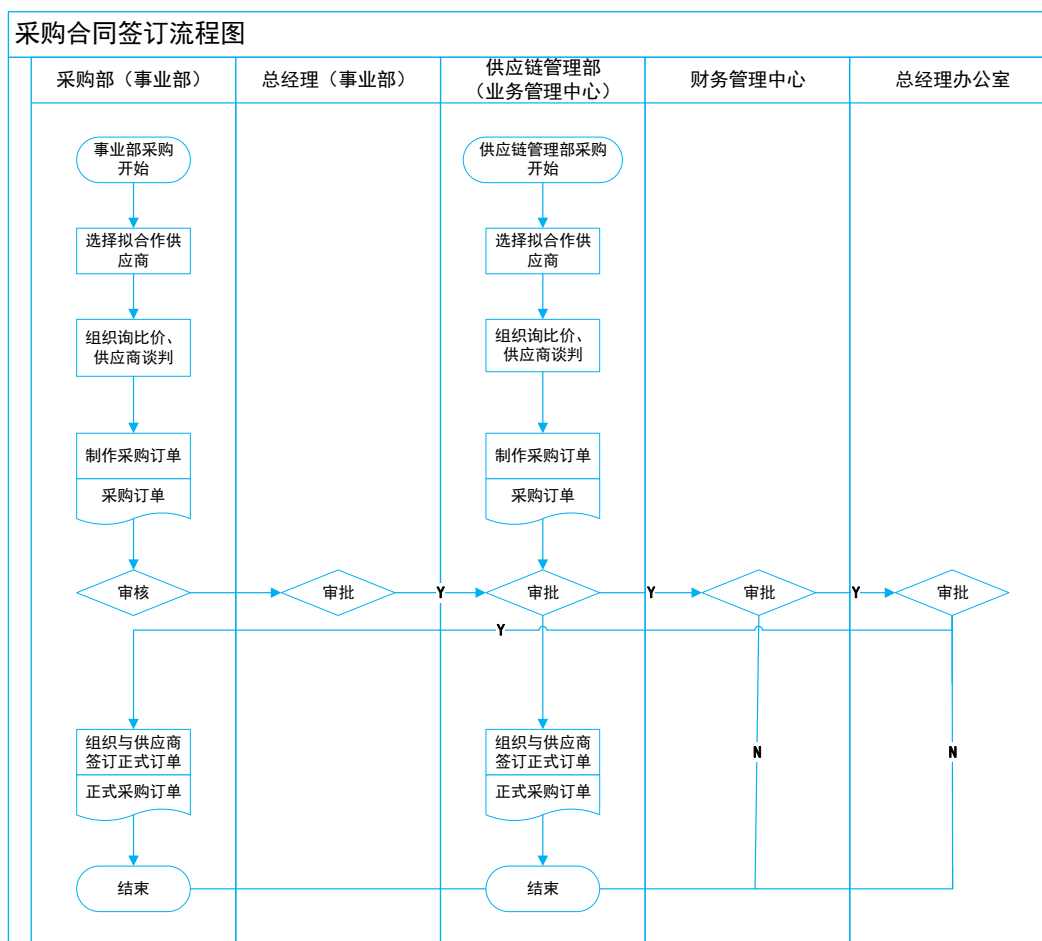 采购合同签订流程图
采购部（事业部）
总经理（事业部）
供应链管理部
（业务管理中心）
财务管理中心
总经理办公室
事业部采购
开始
供应链管理部采购
开始
选择拟合作供
应商
选择拟合作供
应商
组织询比价、
供应商谈判
组织询比价、
供应商谈判
制作采购订单
采购订单
制作采购订单
采购订单
审核
审批
Y
审批
Y
审批
Y
审批
Y
组织与供应商
签订正式订单
正式采购订单
组织与供应商
签订正式订单
正式采购订单
N
N
结束
结束